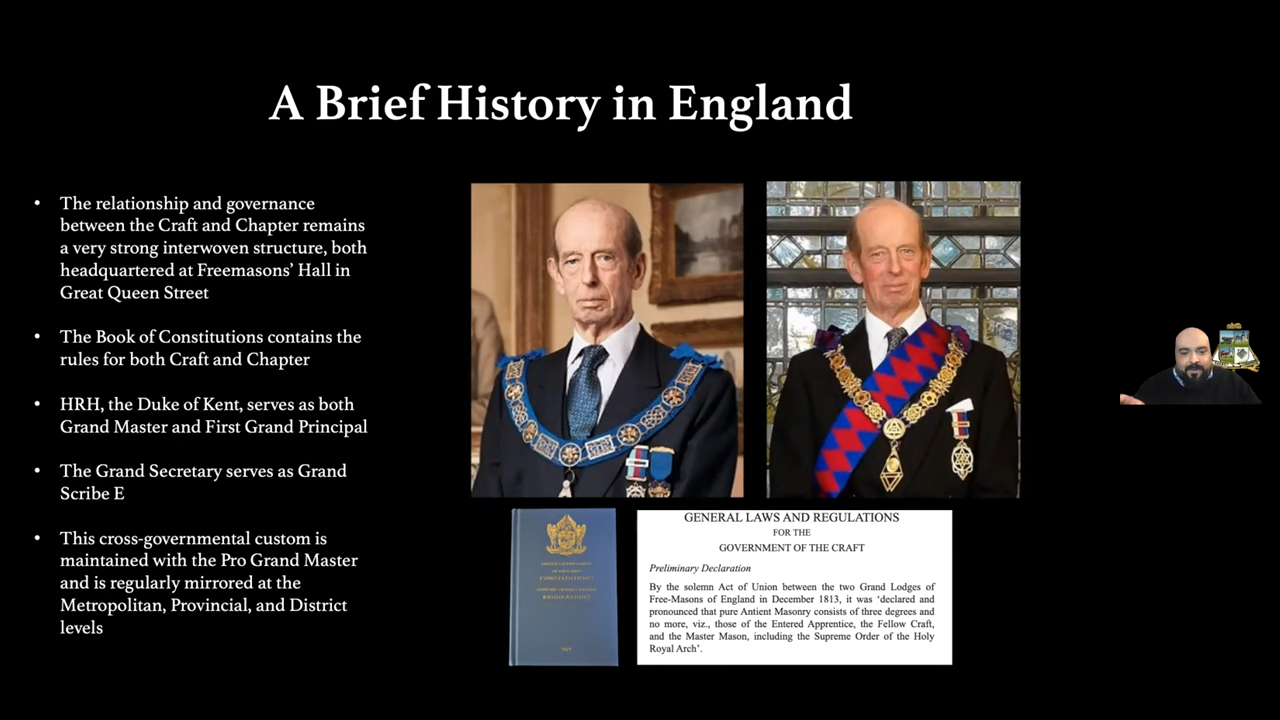 A Brief History in England
• The relationship and governance
between the Craft and Chapter remains
a very strong interwoven structure, both
headquartered at Freemasons’ Hall in
Great Queen Street
• The Book of Constitutions contains the
rules for both Craft and Chapter
• HRH, the Duke of Kent, serves as both
Grand Master and First Grand Principal
• The Grand Secretary serves as Grand
Scribe E
• This cross-governmental custom is
maintained with the Pro Grand Master
and is regularly mirrored at the
Metropolitan, Provincial, and District
levels
GENERAL LAWS AND REGULATIONS
FOR THE
GOVERNMENT OF THE CRAFT
Preliminary Declaration
By the solemn Act of Union between the two Grand Lodges of
Free-Masons of England in December 1813, it was ‘declared and
pronounced that pure Antient Masonry consists of three degrees and
no more, viz., those of the Entered Apprentice, the Fellow Craft,
and the Master Mason, including the Supreme Order of the Holy
Royal Arch’.